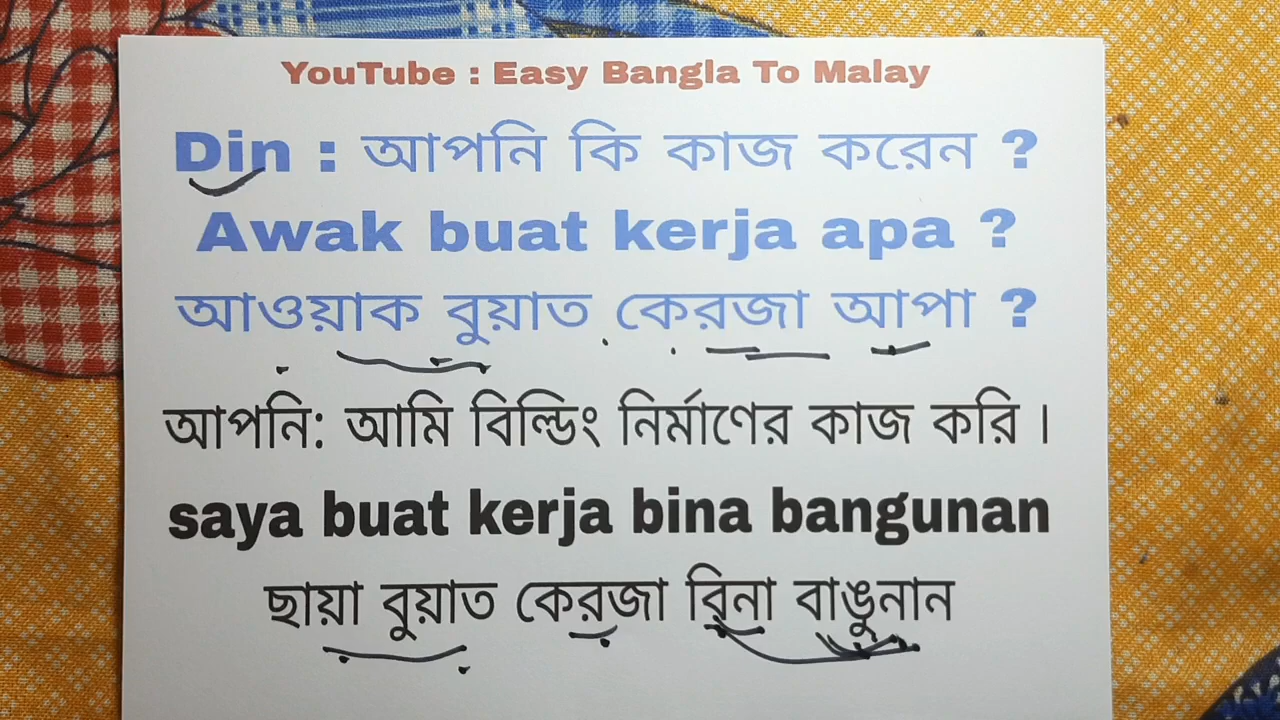 YouTube : Easy Bangla To Malay
Din : আপনি কি কাজ করেন ?
Awak buat kerja apa ?
আওয়াক বুয়াত কেরজা আপা ?
আপনি: আমি বিল্ডিং নির্মাণের কাজ করি ।
saya buat kerja bina bangunan
ছায়া বুয়াত কেরজা বিনা বাঙুনান